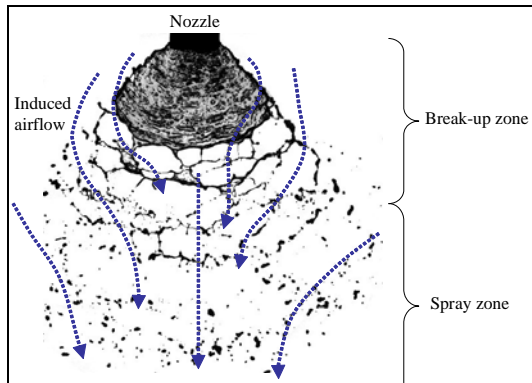 Nozzle
Induced
airflow
Break-up zone
Spray zone